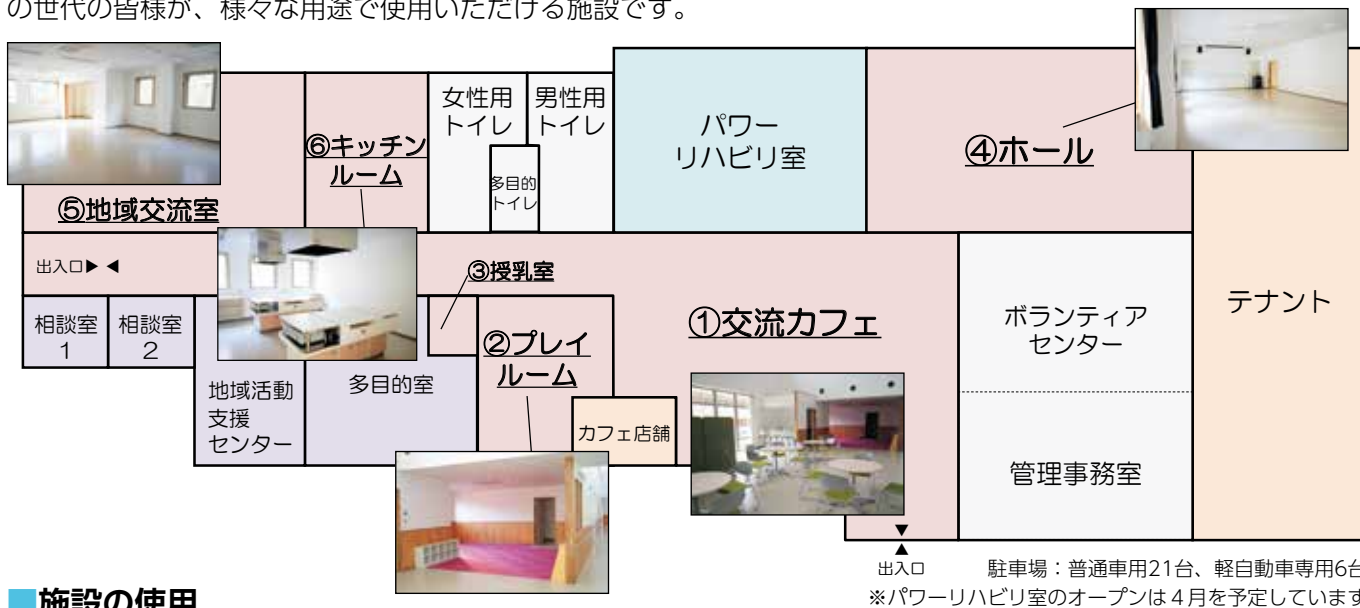 の世代の皆様が、様々な用途で使用いただける施設です。
女性用
トイレ
男性用
トイレ
多目的
トイレ
パワー
リハビリ室
④ホール
⑥キッチン
ルーム
⑤地域交流室
出入口▶ ◀
③授乳室
相談室
1
相談室
2
地域活動
支援
センター
多目的室
②プレイ
ルーム
カフェ店舗
①交流カフェ
ボランティア
センター
管理事務室
テナント
▼
▲
出入口
駐車場：普通車用21台、軽自動車専用6台
※パワーリハビリ室のオープンは４月を予定しています
■施設の使用